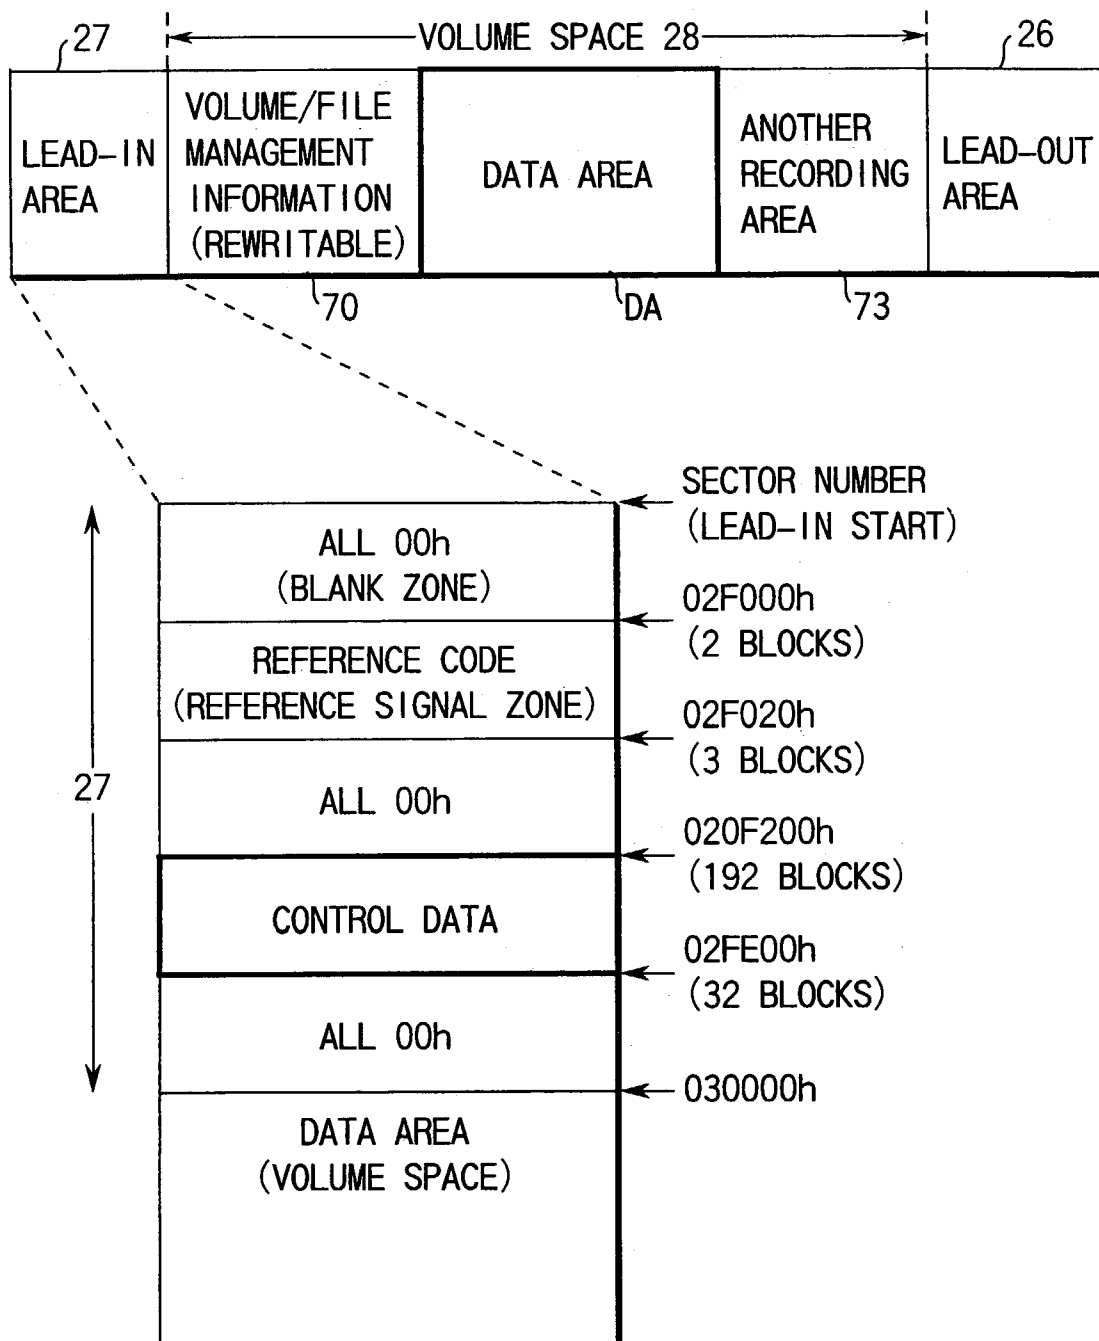 27
VOLUME SPACE 28
26
LEAD-IN
AREA
VOLUME/FILE
MANAGEMENT
INFORMATION
(REWRITABLE)
DATA AREA
ANOTHER
RECORDING
AREA
LEAD-OUT
AREA
70
DA
73
SECTOR NUMBER
(LEAD-IN START)
ALL 00h
(BLANK ZONE)
02F000h
(2 BLOCKS)
REFERENCE CODE
(REFERENCE SIGNAL ZONE)
02F020h
(3 BLOCKS)
27
ALL 00h
020F200h
(192 BLOCKS)
CONTROL DATA
02FE00h
(32 BLOCKS)
ALL 00h
030000h
DATA AREA
(VOLUME SPACE)